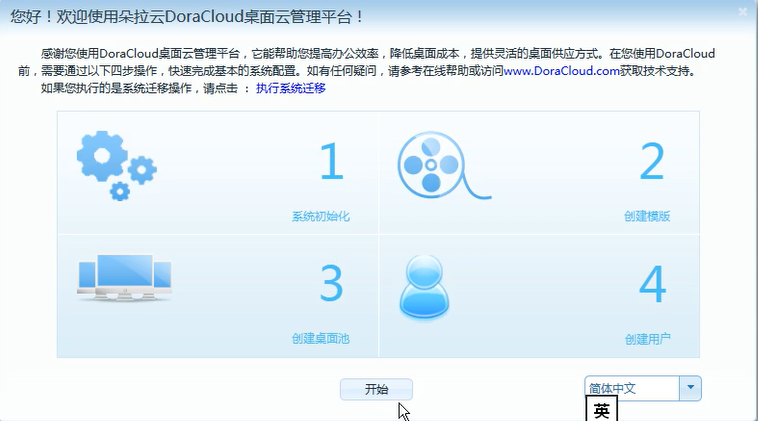 您好！欢迎使用朵拉云DoraCloud桌面云管理平台！
感谢您使用DoraCloud桌面云管理平台，它能帮助您提高办公效率，降低桌面成本，提供灵活的桌面供应方式。在您使用DoraCloud
前，需要通过以下四步操作，快速完成基本的系统配置。如有任何疑问，请参考在线帮助或访问www.DoraCloud.com获取技术支持。
如果您执行的是系统迁移操作，请点击 ： 执行系统迁移
1
系统初始化
2
创建模版
3
创建桌面池
4
创建用户
开始
简体中文
英